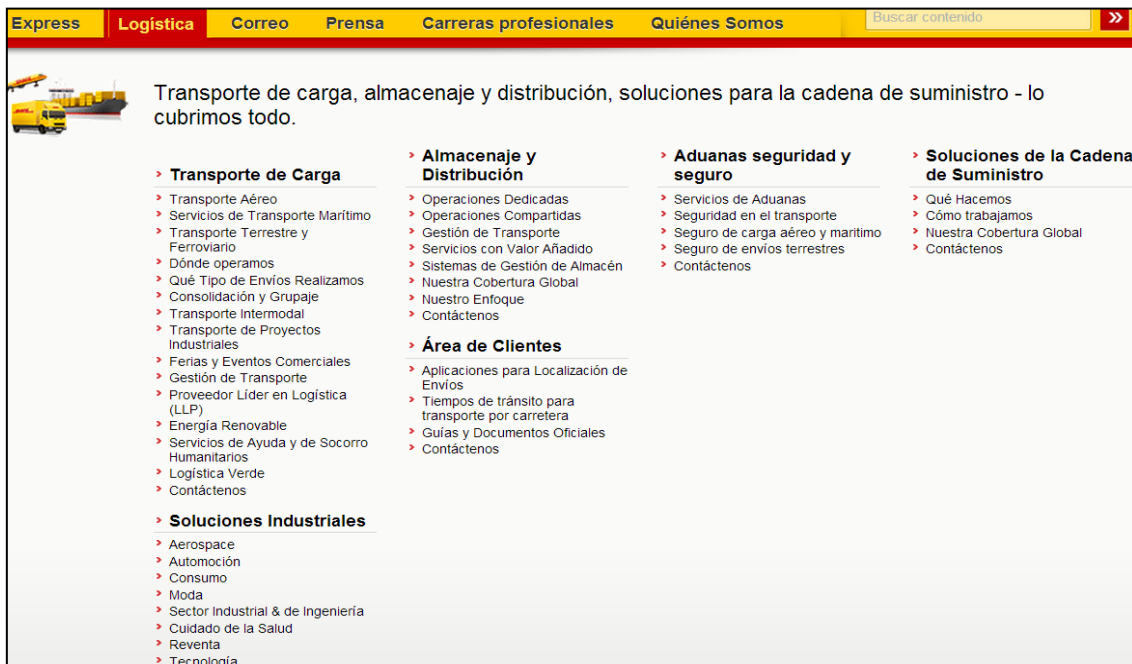 Express Logística Correo Prensa Carreras profesionales Quiénes Somos Buscar contenido
Transporte de carga, almacenaje y distribución, soluciones para la cadena de suministro - lo
cubrimos todo.
Transporte de Carga
Transporte Aéreo
Servicios de Transporte Marítimo
Transporte Terrestre y
Ferroviario
Dónde operamos
Qué Tipo de Envíos Realizamos
Consolidación y Grupaje
Transporte Intermodal
Transporte de Proyectos
Industriales
Ferias y Eventos Comerciales
Gestión de Transporte
Proveedor Líder en Logística
(LLP)
Energía Renovable
Servicios de Ayuda y de Socorro
Humanitarios
Logística Verde
Contáctenos
Soluciones Industriales
Aerospace
Automoción
Consumo
Moda
Sector Industrial & de Ingeniería
Cuidado de la Salud
Reventa
Tecnología
Almacenaje y
Distribución
Operaciones Dedicadas
Operaciones Compartidas
Gestión de Transporte
Servicios con Valor Añadido
Sistemas de Gestión de Almacén
Nuestra Cobertura Global
Nuestro Enfoque
Contáctenos
Área de Clientes
Aplicaciones para Localización de
Envíos
Tiempos de tránsito para
transporte por carretera
Guías y Documentos Oficiales
Contáctenos
Aduanas seguridad y
seguro
Servicios de Aduanas
Seguridad en el transporte
Seguro de carga aéreo y maritimo
Seguro de envíos terrestres
Contáctenos
Soluciones de la Cadena
de Suministro
Qué Hacemos
Cómo trabajamos
Nuestra Cobertura Global
Contáctenos